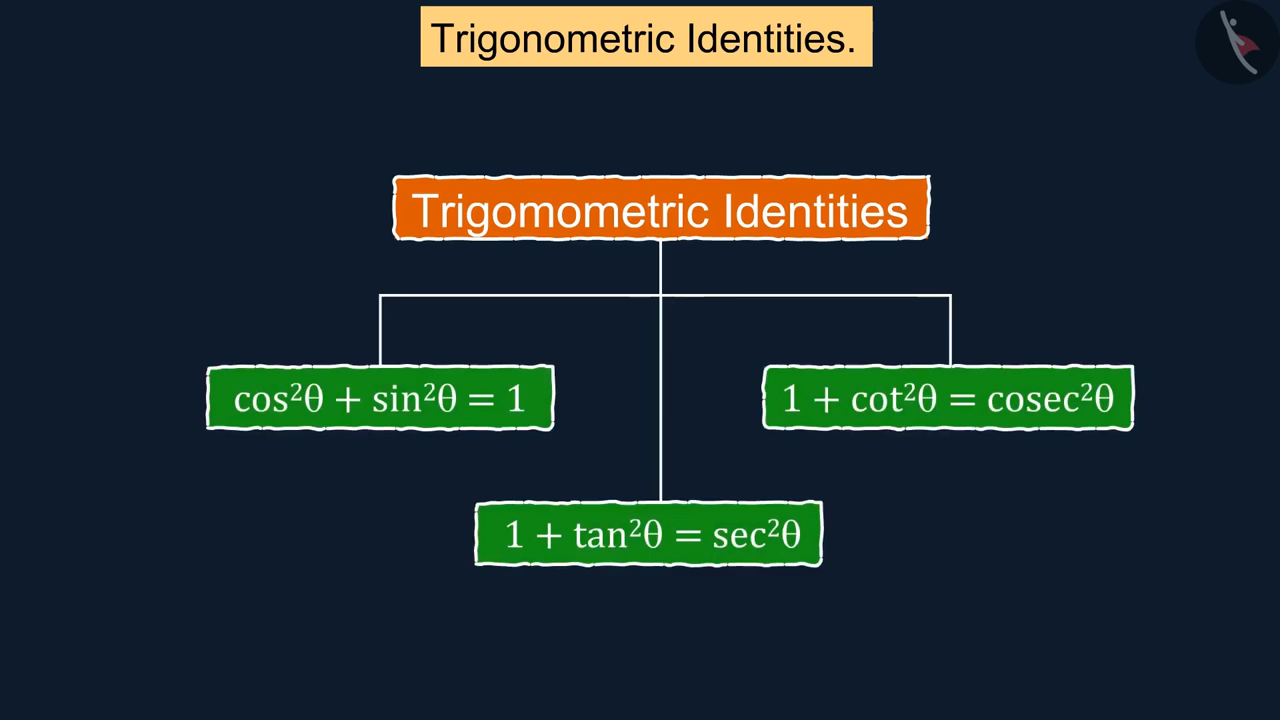 Trigonometric Identities.
Trigomometric Identities
cos²θ + sin²θ = 1
1 + cot²θ = cosec²θ
1 + tan²θ = sec²θ